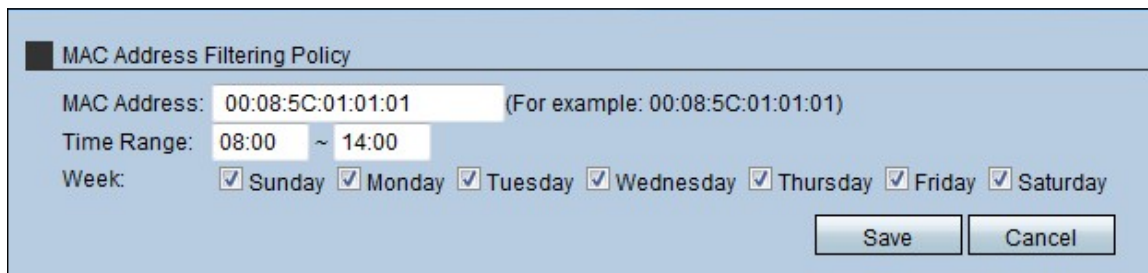 MAC Address Filtering Policy
MAC Address: 00:08:5C:01:01:01 (For example: 00:08:5C:01:01:01)
Time Range: 08:00 ~ 14:00
Week: Sunday Monday Tuesday Wednesday Thursday Friday Saturday
Save Cancel